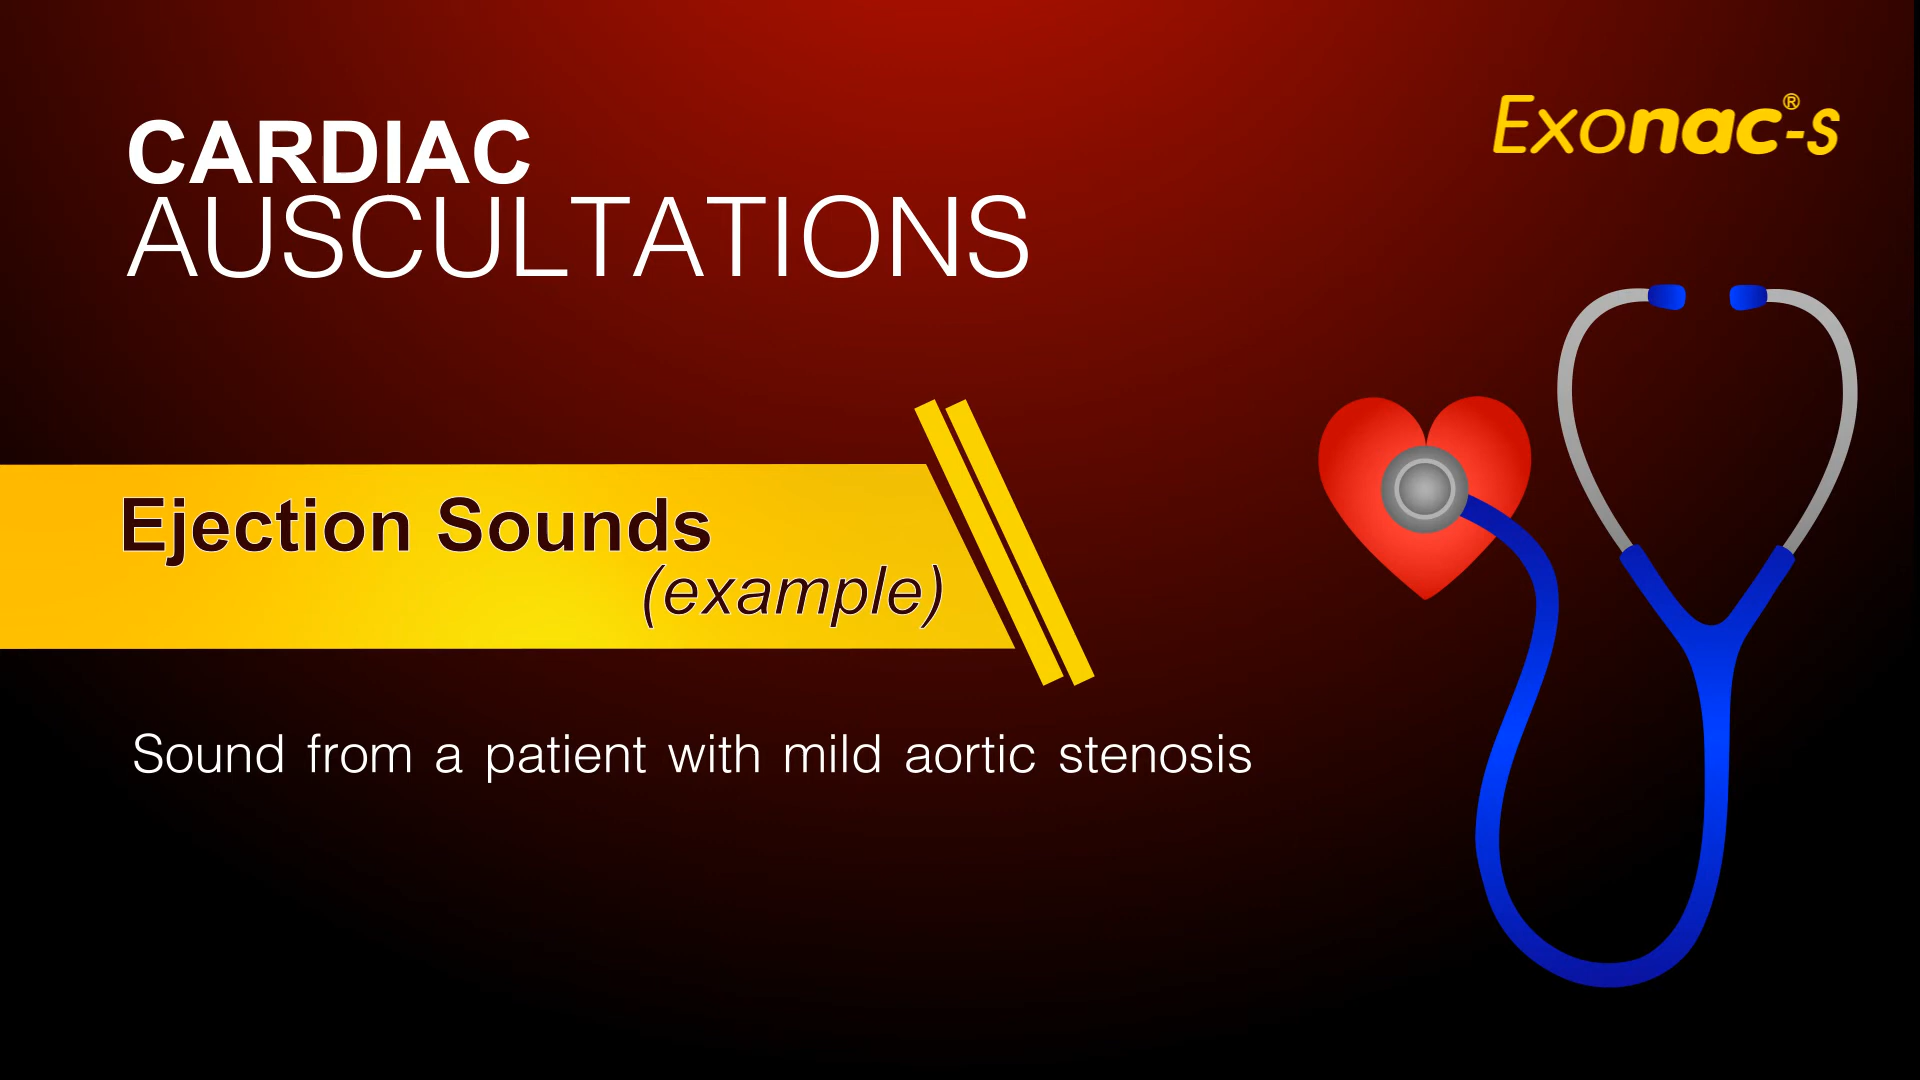 CARDIAC
AUSCULTATIONS
Exonac®-s
Ejection Sounds
(example)
Sound from a patient with mild aortic stenosis